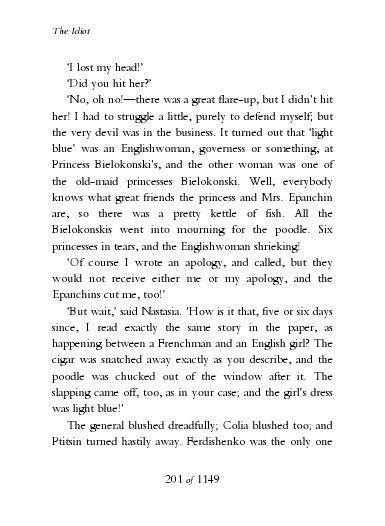 The Idiot
‘I lost my head!’
‘Did you hit her?’
‘No, oh no!—there was a great flare-up, but I didn’t hit
her! I had to struggle a little, purely to defend myself; but
the very devil was in the business. It turned out that ‘light
blue’ was an Englishwoman, governess or something, at
Princess Bielokonski’s, and the other woman was one of
the old-maid princesses Bielokonski. Well, everybody
knows what great friends the princess and Mrs. Epanchin
are, so there was a pretty kettle of fish. All the
Bielokonskis went into mourning for the poodle. Six
princesses in tears, and the Englishwoman shrieking!
‘Of course I wrote an apology, and called, but they
would not receive either me or my apology, and the
Epanchins cut me, too!’
‘But wait,’ said Nastasia. ‘How is it that, five or six days
since, I read exactly the same story in the paper, as
happening between a Frenchman and an English girl? The
cigar was snatched away exactly as you describe, and the
poodle was chucked out of the window after it. The
slapping came off, too, as in your case; and the girl’s dress
was light blue!’
The general blushed dreadfully; Colia blushed too; and
Ptitsin turned hastily away. Ferdishenko was the only one
201 of 1149